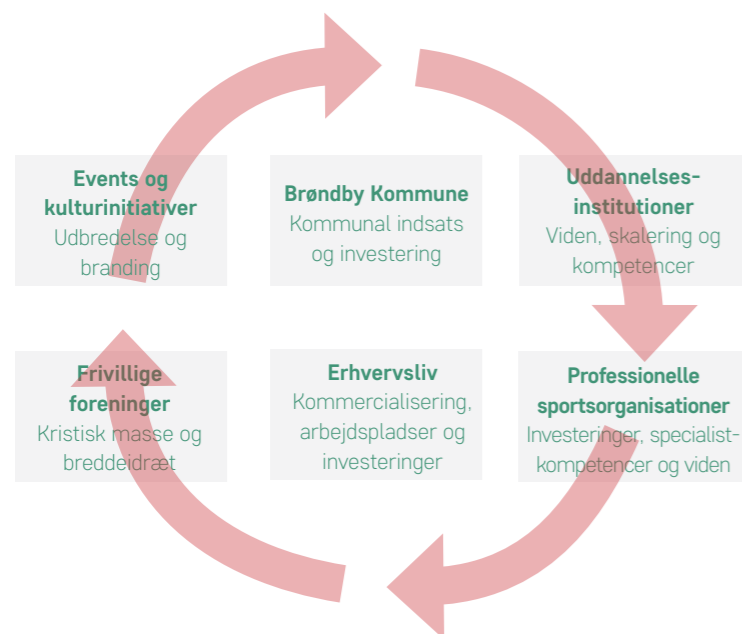 Events og
kulturinitiativer
Udbredelse og
branding
Brøndby Kommune
Kommunal indsats
og investering
Uddannelses-
institutioner
Viden, skalering og
kompetencer
Frivillige
foreninger
Kristisk masse og
breddeidræt
Erhvervsliv
Kommercialisering,
arbejdspladser og
investeringer
Professionelle
sportsorganisationer
Investeringer, specialist-
kompetencer og viden